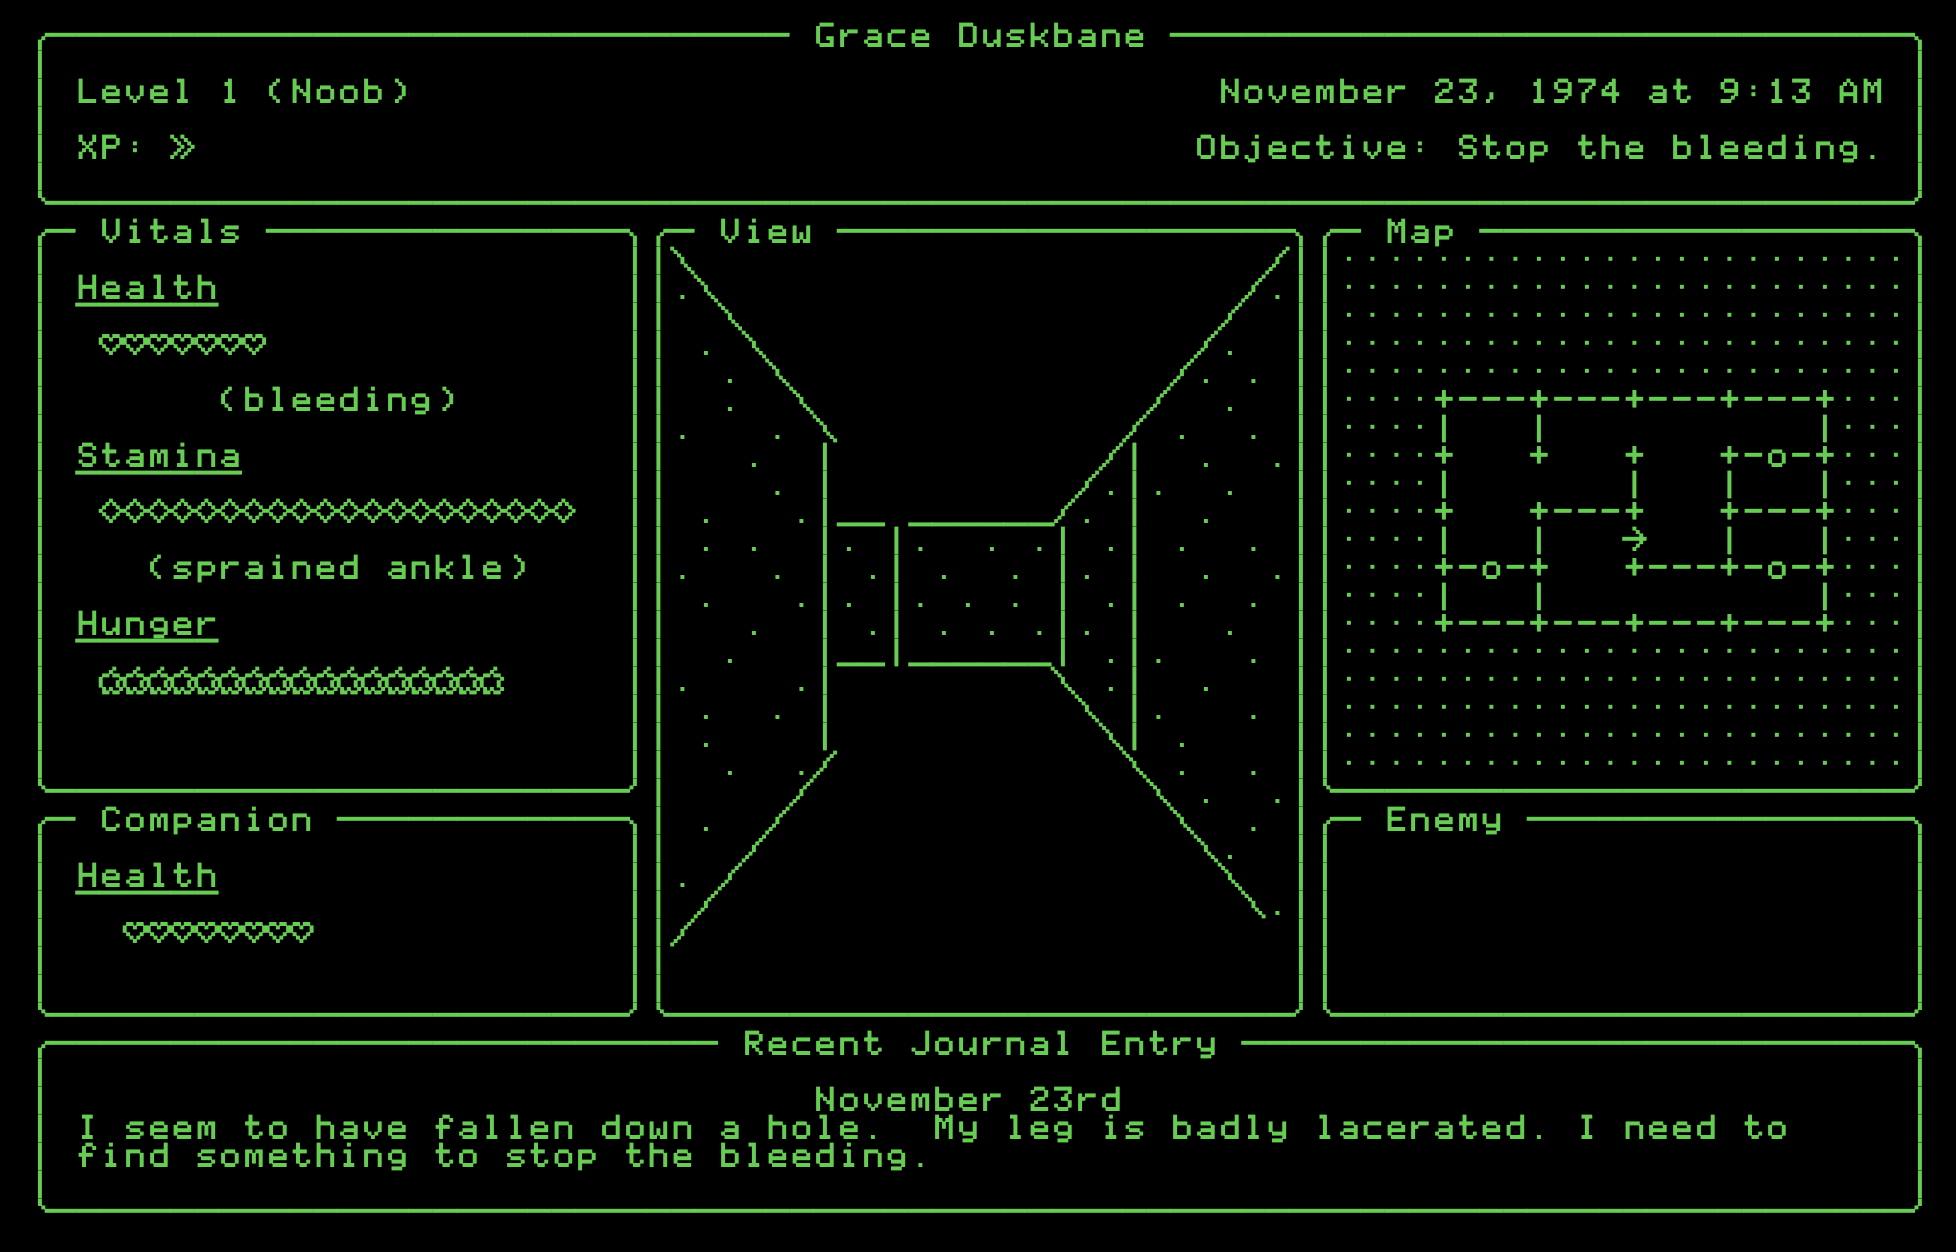 Grace Duskbane
Level 1 (Noob)
November 23, 1974 at 9:13 AM
XP: »
Objective: Stop the bleeding.
Vitals
Health
♡♡♡♡♡♡♡
(bleeding)
Stamina
◇◇◇◇◇◇◇◇◇◇◇◇◇◇◇◇◇◇◇◇
(sprained ankle)
Hunger
View
Map
Companion
Health
♡♡♡♡♡♡♡♡
Enemy
Recent Journal Entry
November 23rd
I seem to have fallen down a hole.  My leg is badly lacerated. I need to
find something to stop the bleeding.